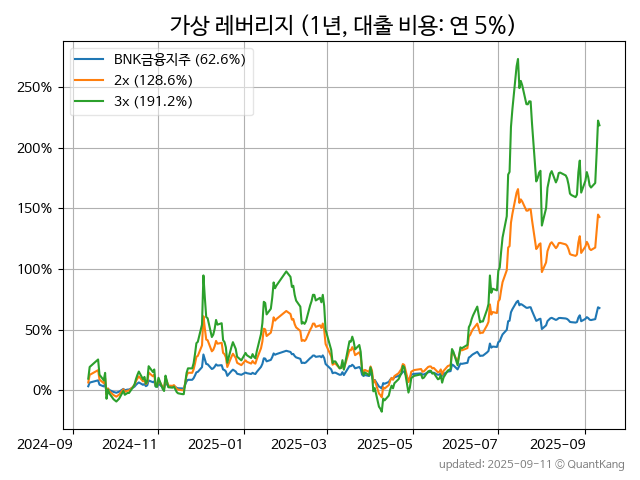 가상 레버리지 (1년, 대출 비용: 연 5%)
BNK금융지주 (62.6%)
2x (128.6%)
3x (191.2%)
250%
200%
150%
100%
50%
0%
2024-09 2024-11 2025-01 2025-03 2025-05 2025-07 2025-09
updated: 2025-09-11 ⓒ QuantKang